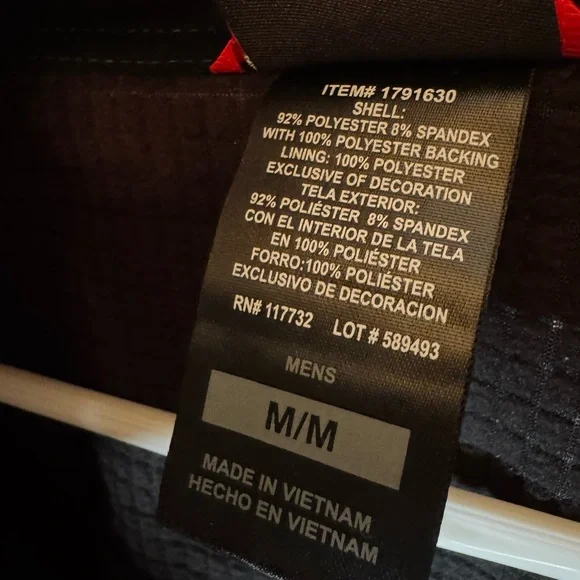 ITEM# 1791630
SHELL:
92% POLYESTER 8% SPANDEX
WITH 100% POLYESTER BACKING
LINING: 100% POLYESTER
EXCLUSIVE OF DECORATION
TELA EXTERIOR:
92% POLIÉSTER 8% SPANDEX
CON EL INTERIOR DE LA TELA
EN 100% POLIÉSTER
FORRO:100% POLIÉSTER
EXCLUSIVO DE DECORACION
RN# 117732 LOT # 589493
MENS
M/M
MADE IN VIETNAM
HECHO EN VIETNAM